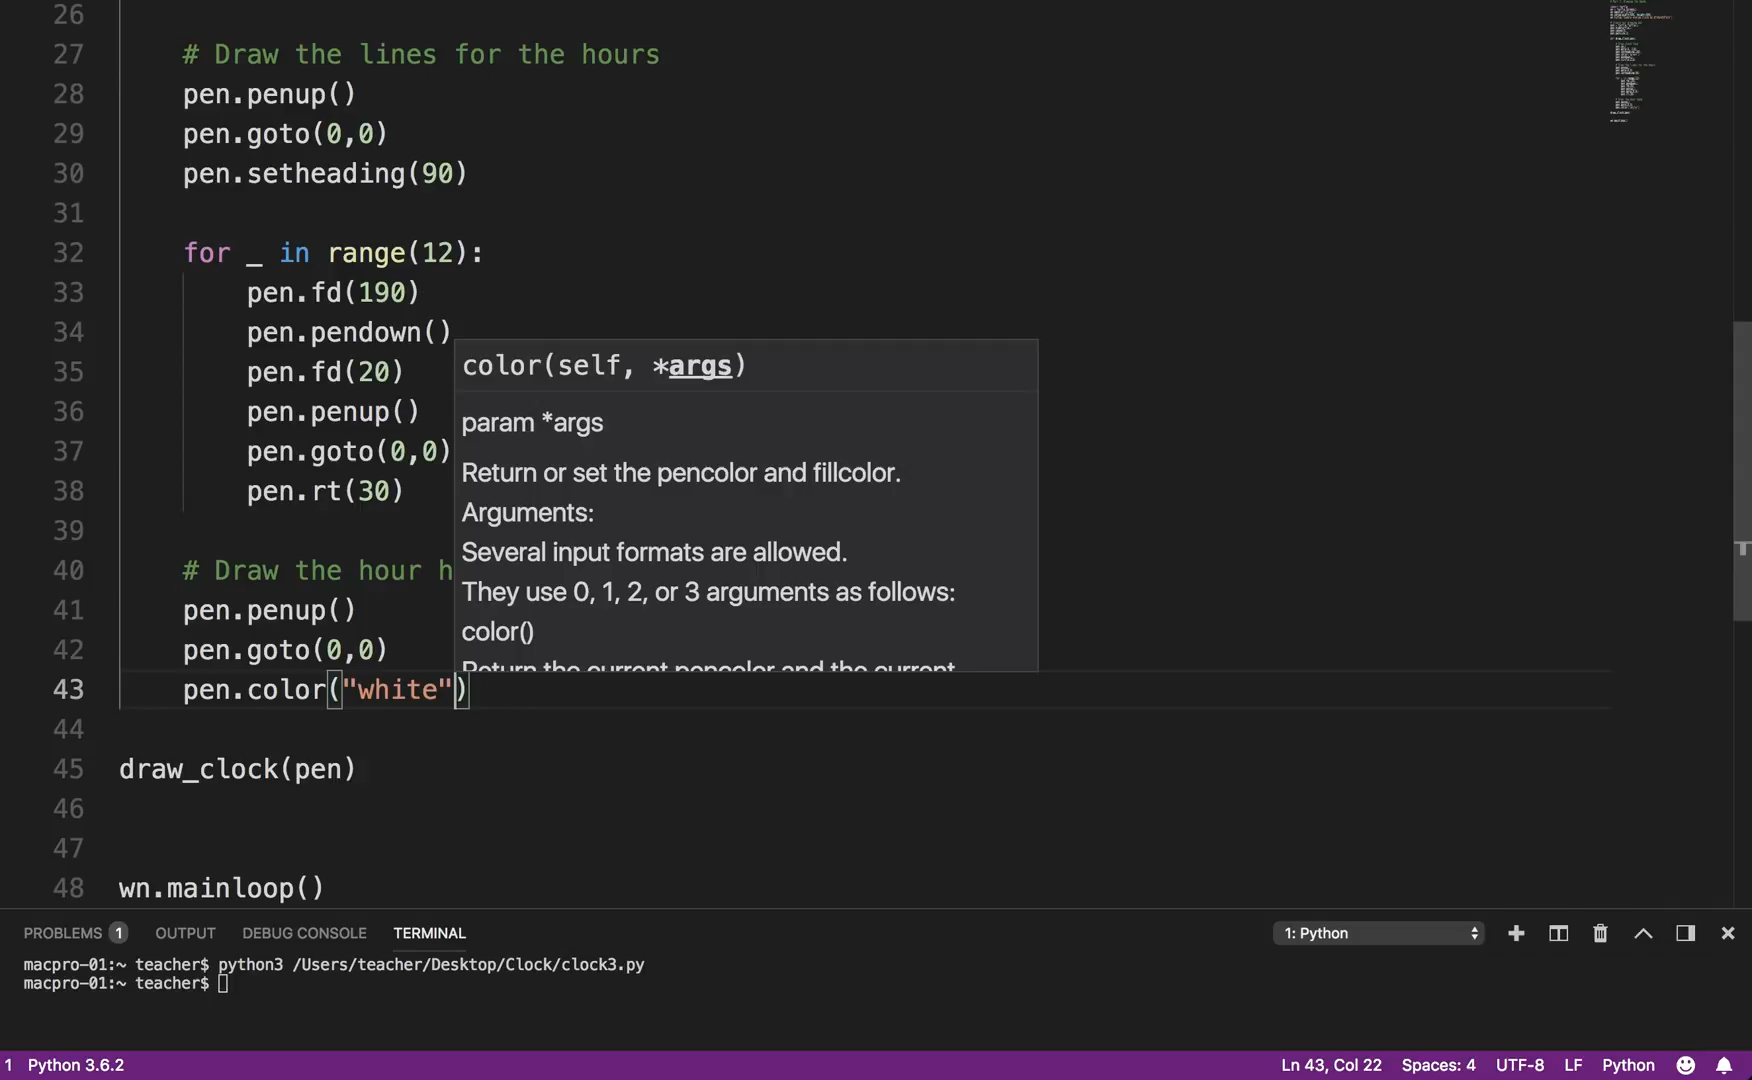 26
27 # Draw the lines for the hours
28 pen.penup()
29 pen.goto(0,0)
30 pen.setheading(90)
31
32 for _ in range(12):
33 pen.fd(190)
34 pen.pendown()
35 pen.fd(20)
36 pen.penup()
37 pen.goto(0,0)
38 pen.rt(30)
39
40 # Draw the hour h
41 pen.penup()
42 pen.goto(0,0)
43 pen.color("white")
44
45 draw_clock(pen)
46
47
48 wn.mainloop()
color(self, *args)
param *args
Return or set the pencolor and fillcolor.
Arguments:
Several input formats are allowed.
They use 0, 1, 2, or 3 arguments as follows:
color()
Return the current pencolor and the current
PROBLEMS 1 OUTPUT DEBUG CONSOLE TERMINAL 1: Python
macpro-01:~ teacher$ python3 /Users/teacher/Desktop/Clock/clock3.py
macpro-01:~ teacher$
1 Python 3.6.2 Ln 43, Col 22 Spaces: 4 UTF-8 LF Python